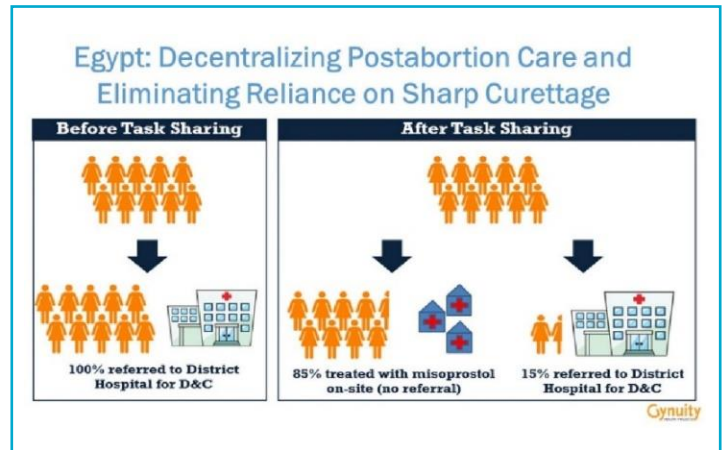 Egypt: Decentralizing Postabortion Care and
Eliminating Reliance on Sharp Curettage
Before Task Sharing
After Task Sharing
100% referred to District
Hospital for D&C
85% treated with misoprostol
on-site (no referral)
15% referred to District
Hospital for D&C
Gynuity